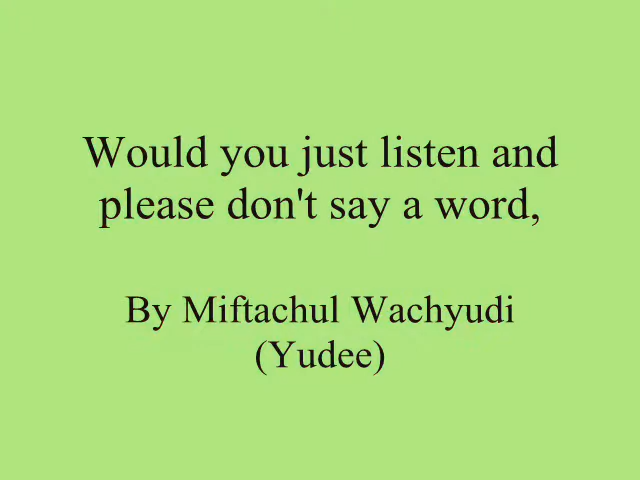 Would you just listen and
please don't say a word,
By Miftachul Wachyudi
(Yudee)